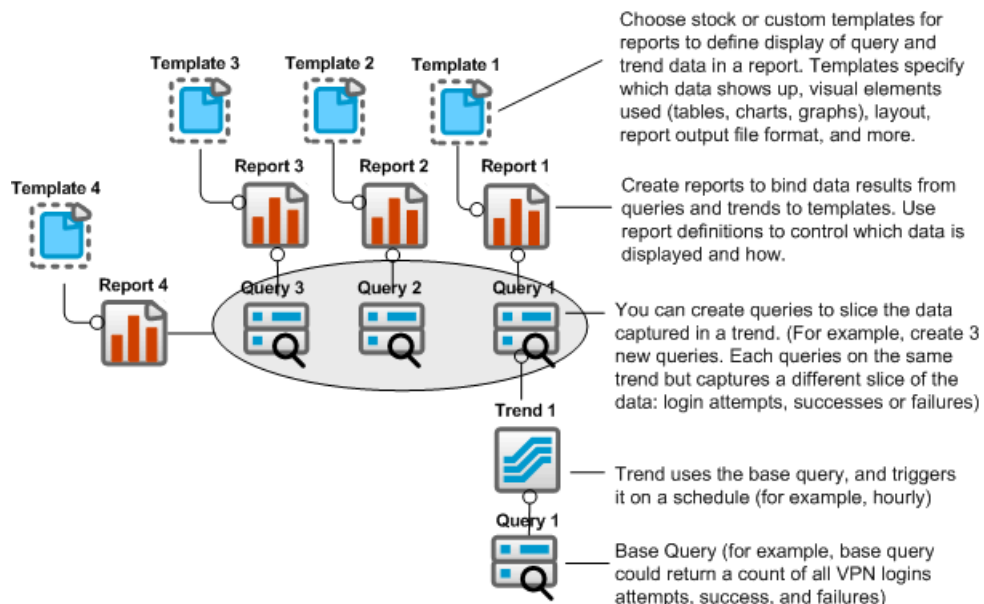 Choose stock or custom templates for
reports to define display of query and
trend data in a report. Templates specify
which data shows up, visual elements
used (tables, charts, graphs), layout,
report output file format, and more.
Template 3
Template 2
Template 1
Report 3
Report 2
Report 1
Template 4
Create reports to bind data results from
queries and trends to templates. Use
report definitions to control which data is
displayed and how.
Report 4
Query 3
Query 2
Query 1
You can create queries to slice the data
captured in a trend. (For example, create 3
new queries. Each queries on the same
trend but captures a different slice of the
data: login attempts, successes or failures)
Trend 1
Trend uses the base query, and triggers
it on a schedule (for example, hourly)
Query 1
Base Query (for example, base query
could return a count of all VPN logins
attempts, success, and failures)